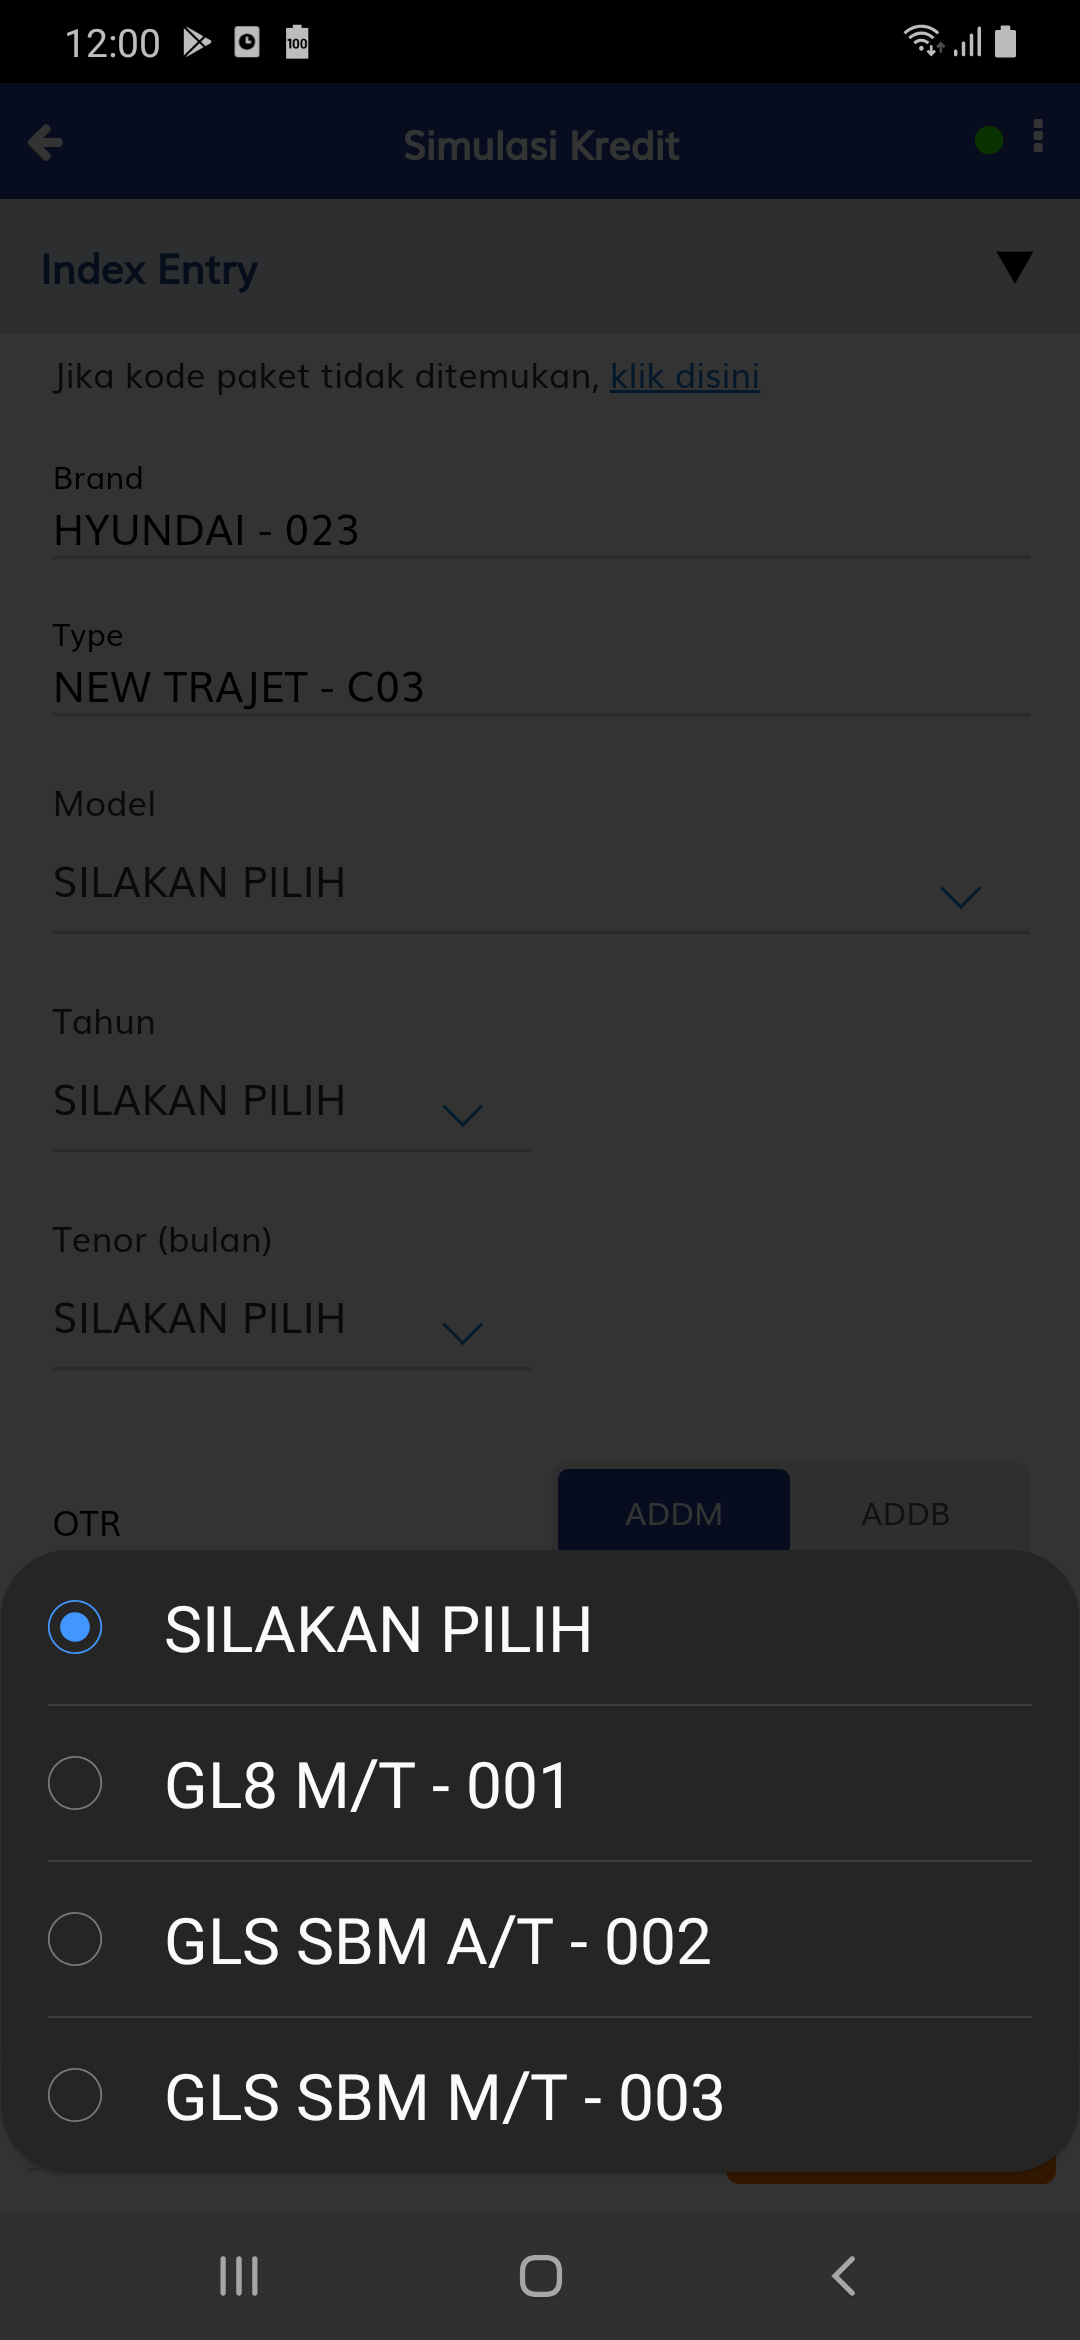 12:00
100
Simulasi Kredit
Index Entry
Jika kode paket tidak ditemukan, klik disini
Brand
HYUNDAI - 023
Type
NEW TRAJET - C03
Model
SILAKAN PILIH
Tahun
SILAKAN PILIH
Tenor (bulan)
SILAKAN PILIH
OTR
ADDM
ADDB
SILAKAN PILIH
GL8 M/T - 001
GLS SBM A/T - 002
GLS SBM M/T - 003